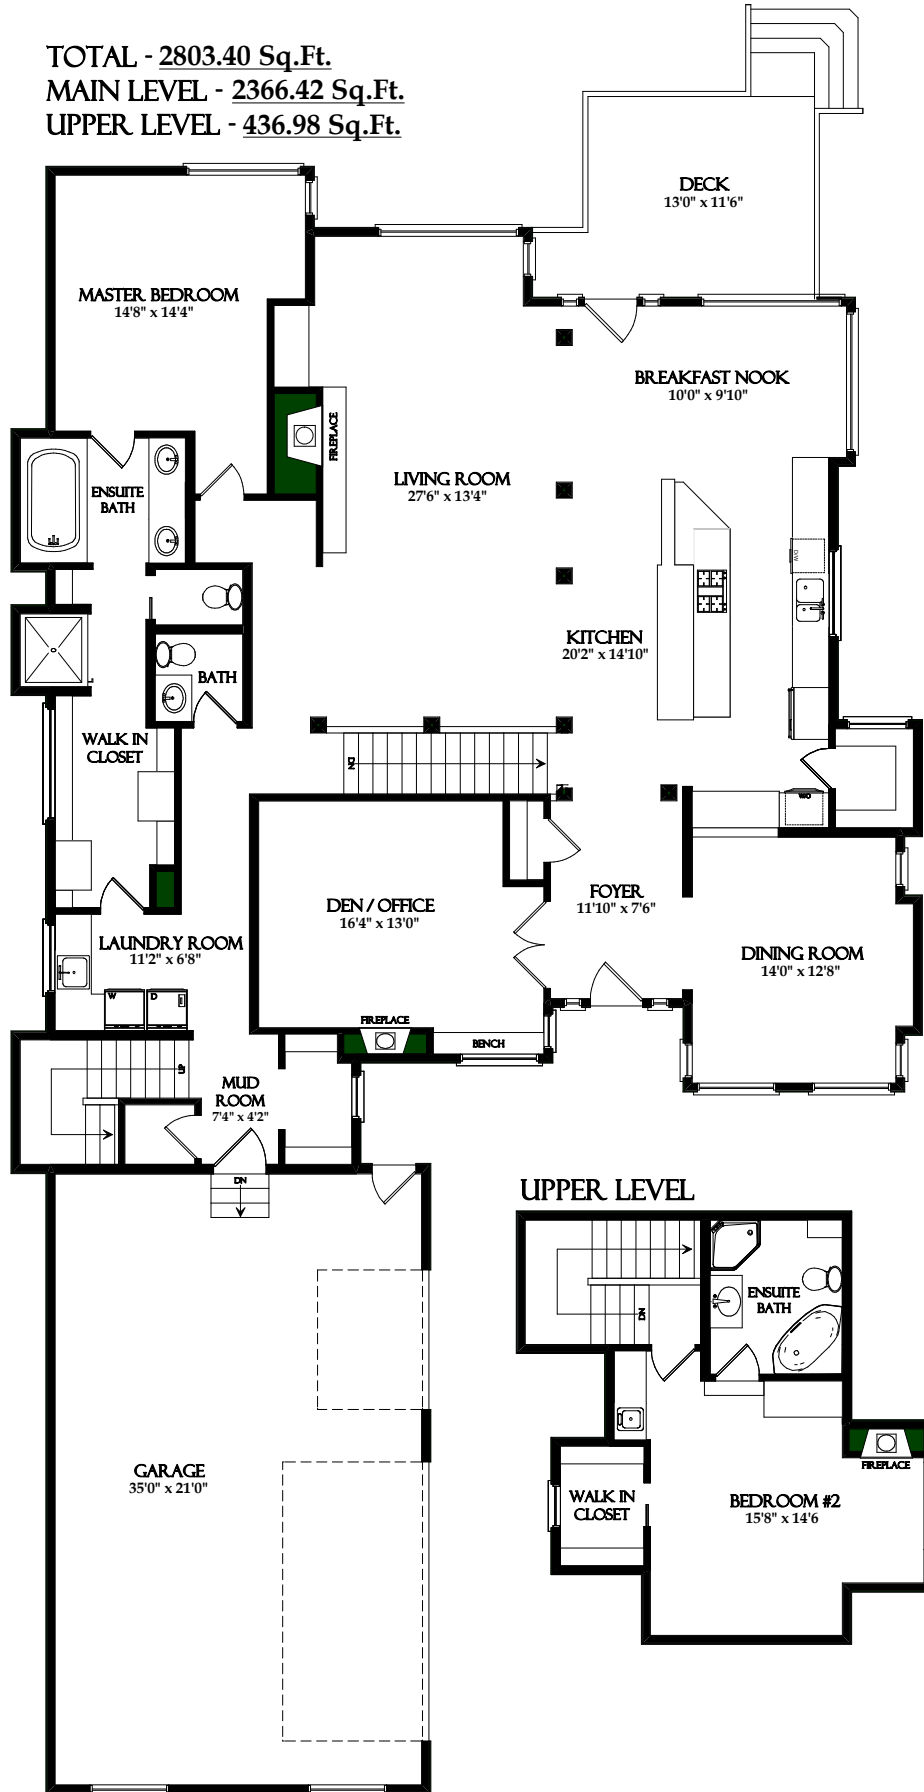 TOTAL - 2803.40 Sq.Ft.
MAIN LEVEL - 2366.42 Sq.Ft.
UPPER LEVEL - 436.98 Sq.Ft.
DECK
13'0" x 11'6"
MASTER BEDROOM
14'8" x 14'4"
BREAKFAST NOOK
10'0" x 9'10"
FIREPLACE
LIVING ROOM
27'6" x 13'4"
ENSUITE
BATH
D/W
KITCHEN
20'2" x 14'10"
BATH
WALK IN
CLOSET
DN
W/O
DEN / OFFICE
16'4" x 13'0"
FOYER
11'10" x 7'6"
LAUNDRY ROOM
11'2" x 6'8"
DINING ROOM
14'0" x 12'8"
W
D
FIREPLACE
BENCH
UP
MUD
ROOM
7'4" x 4'2"
DN
UPPER LEVEL
ENSUITE
BATH
DN
GARAGE
35'0" x 21'0"
FIREPLACE
WALK IN
CLOSET
BEDROOM #2
15'8" x 14'6